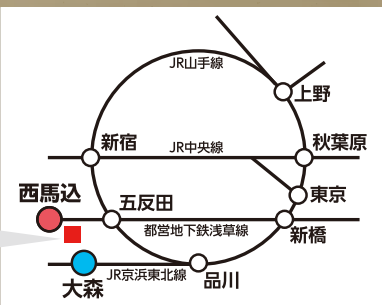 JR山手線
上野
新宿
JR中央線
秋葉原
西馬込
五反田
東京
都営地下鉄浅草線
新橋
大森
JR京浜東北線
品川